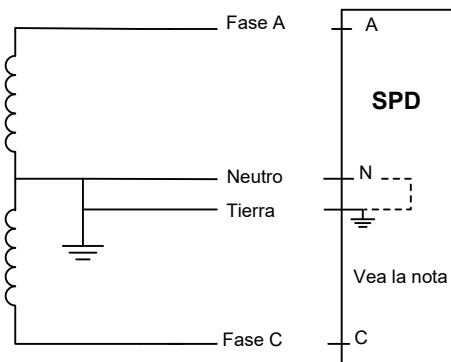 Fase A
A
SPD
Neutro
N
Tierra
Vea la nota
Fase C
C